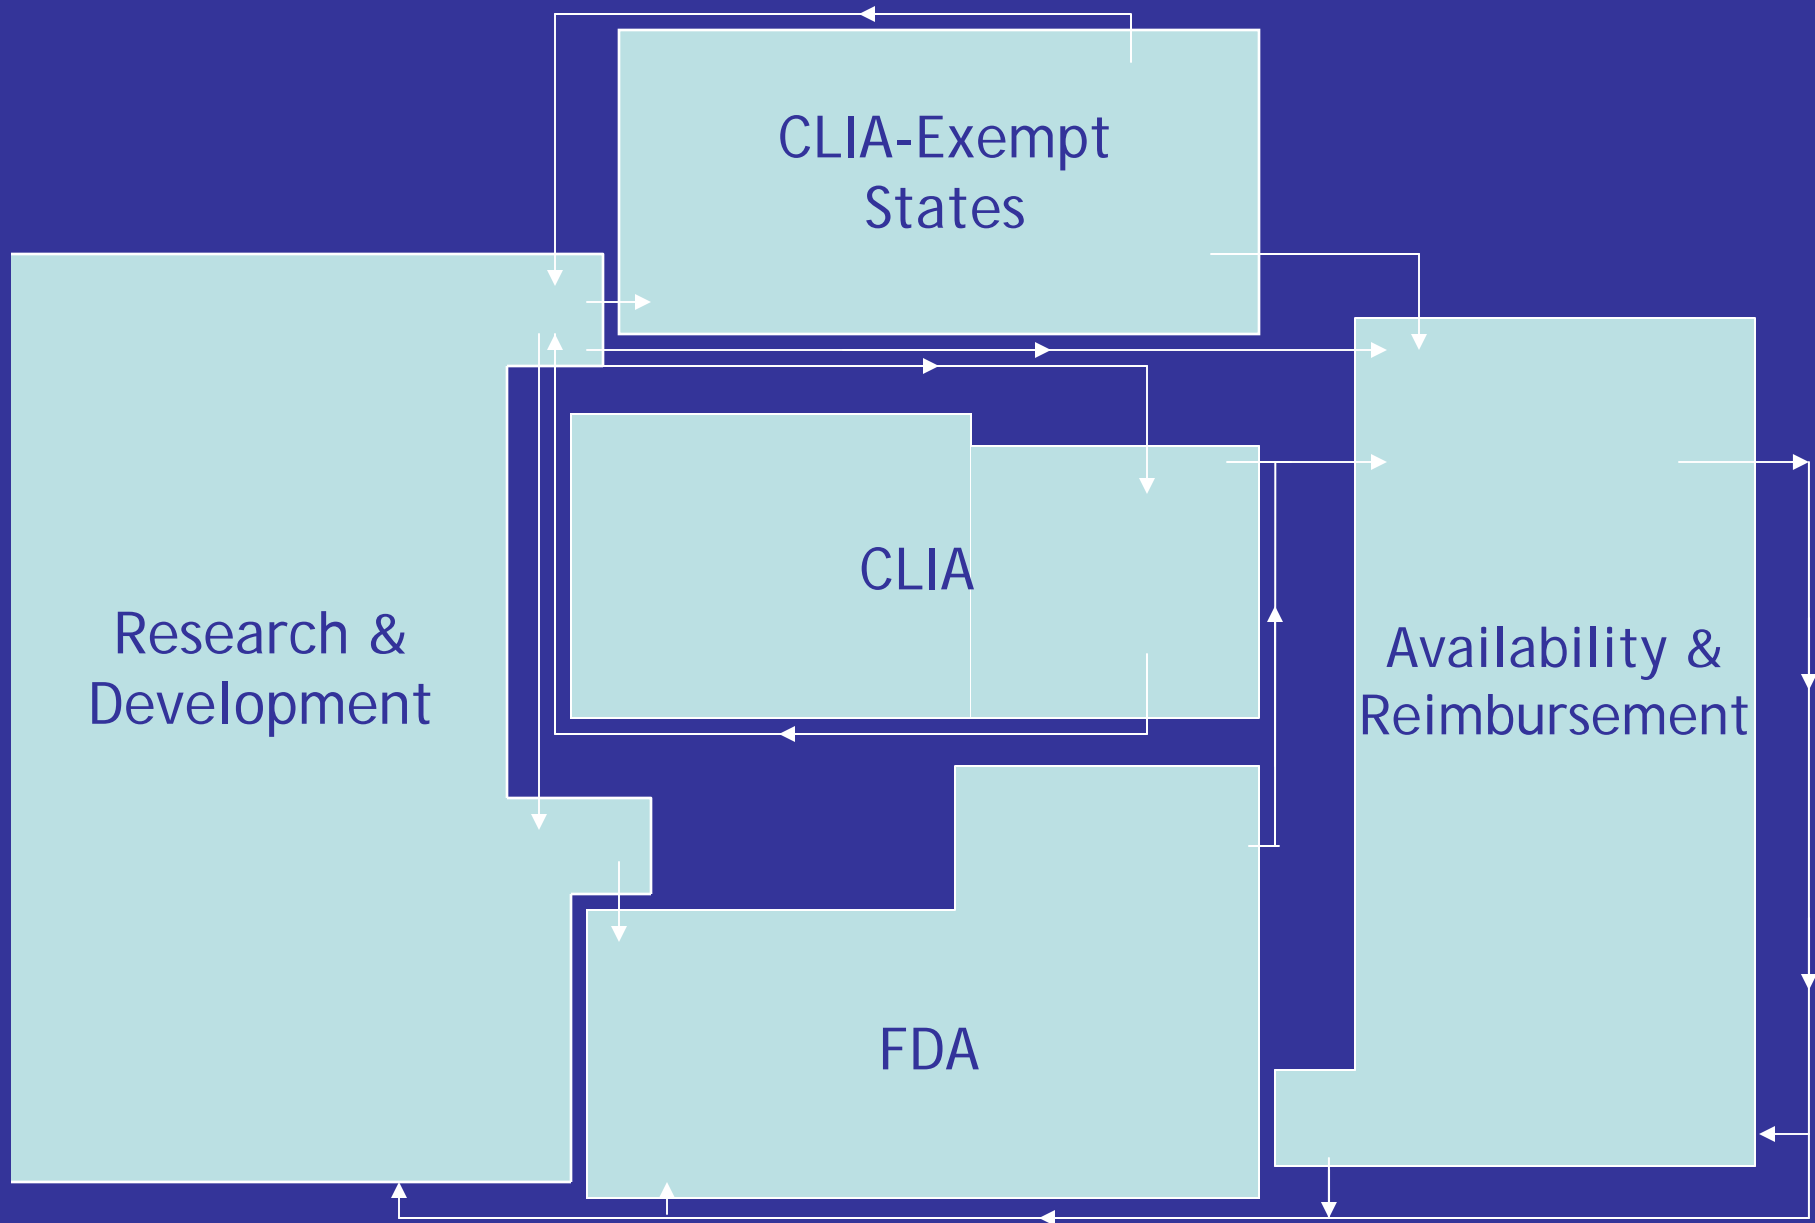 CLIA-Exempt
States
Research &
Development
CLIA
Availability &
Reimbursement
FDA